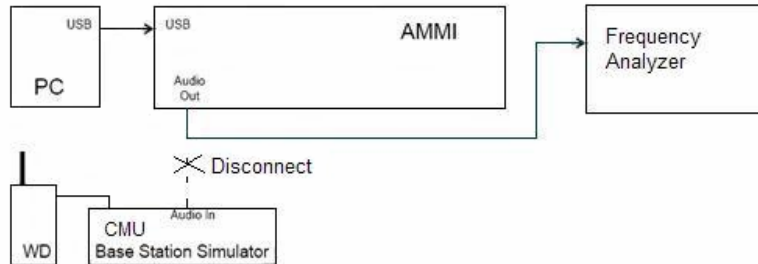 USB
PC
USB
AMMI
Audio
Out
Frequency
Analyzer
Disconnect
WD
Audio In
CMU
Base Station Simulator